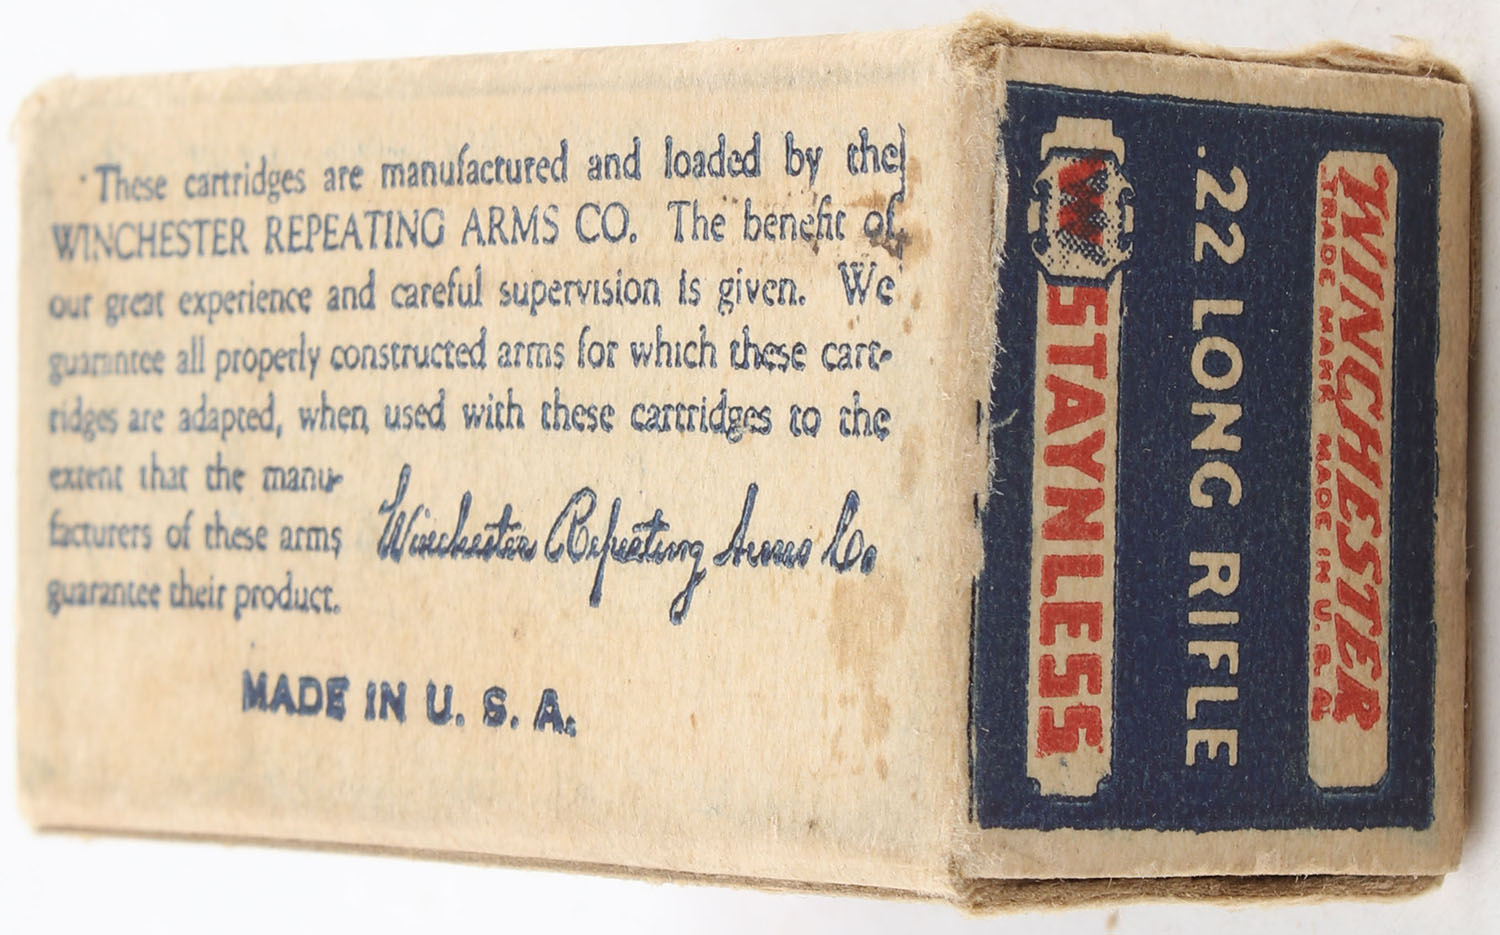 These cartridges are manufactured and loaded by the
WINCHESTER REPEATING ARMS CO. The benefit of
our great experience and careful supervision is given. We
guarantee all properly constructed arms for which these cart-
ridges are adapted, when used with these cartridges to the
extent that the manu-
facturers of these arms
guarantee their product.
Winchester Repeating Arms Co
MADE IN U. S. A.
WINCHESTER
TRADE MARK MADE IN U. S. A.
.22 LONG RIFLE
W STAYNLESS